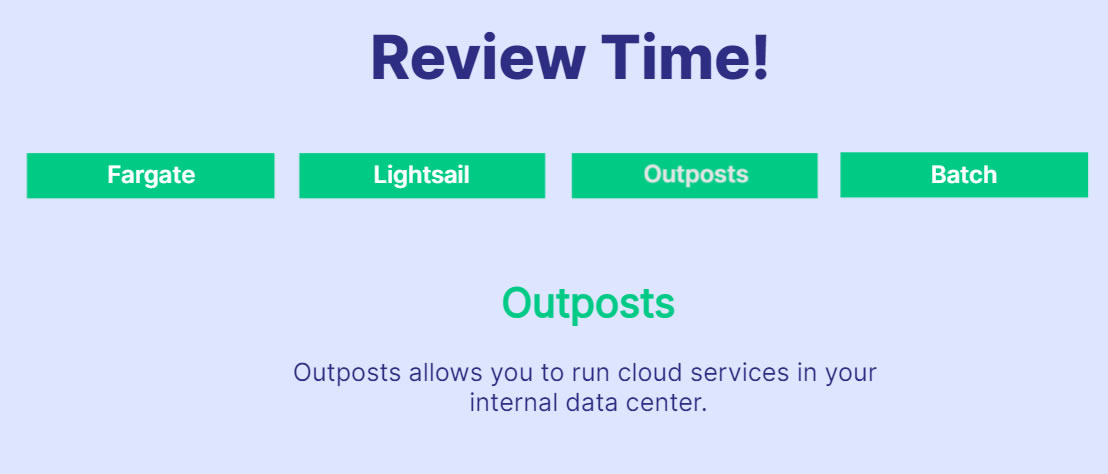 Review Time!
Fargate
Lightsail
Outposts
Batch
Outposts
Outposts allows you to run cloud services in your
internal data center.